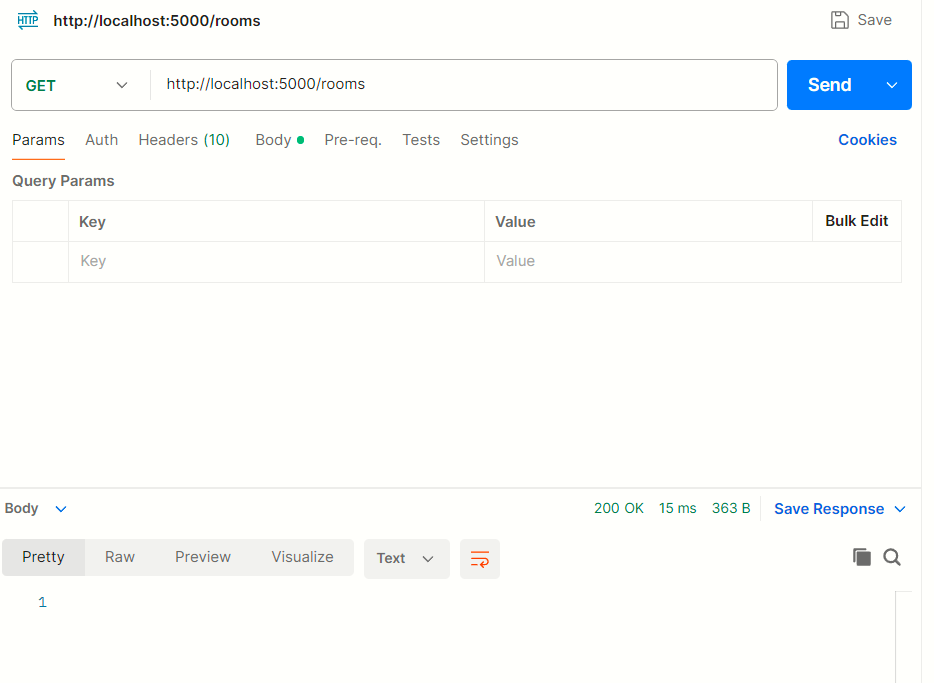 HTTP http://localhost:5000/rooms Save
GET http://localhost:5000/rooms Send
Params Auth Headers (10) Body Pre-req. Tests Settings Cookies
Query Params
Key Value Bulk Edit
Key Value
Body 200 OK 15 ms 363 B Save Response
Pretty Raw Preview Visualize Text
1